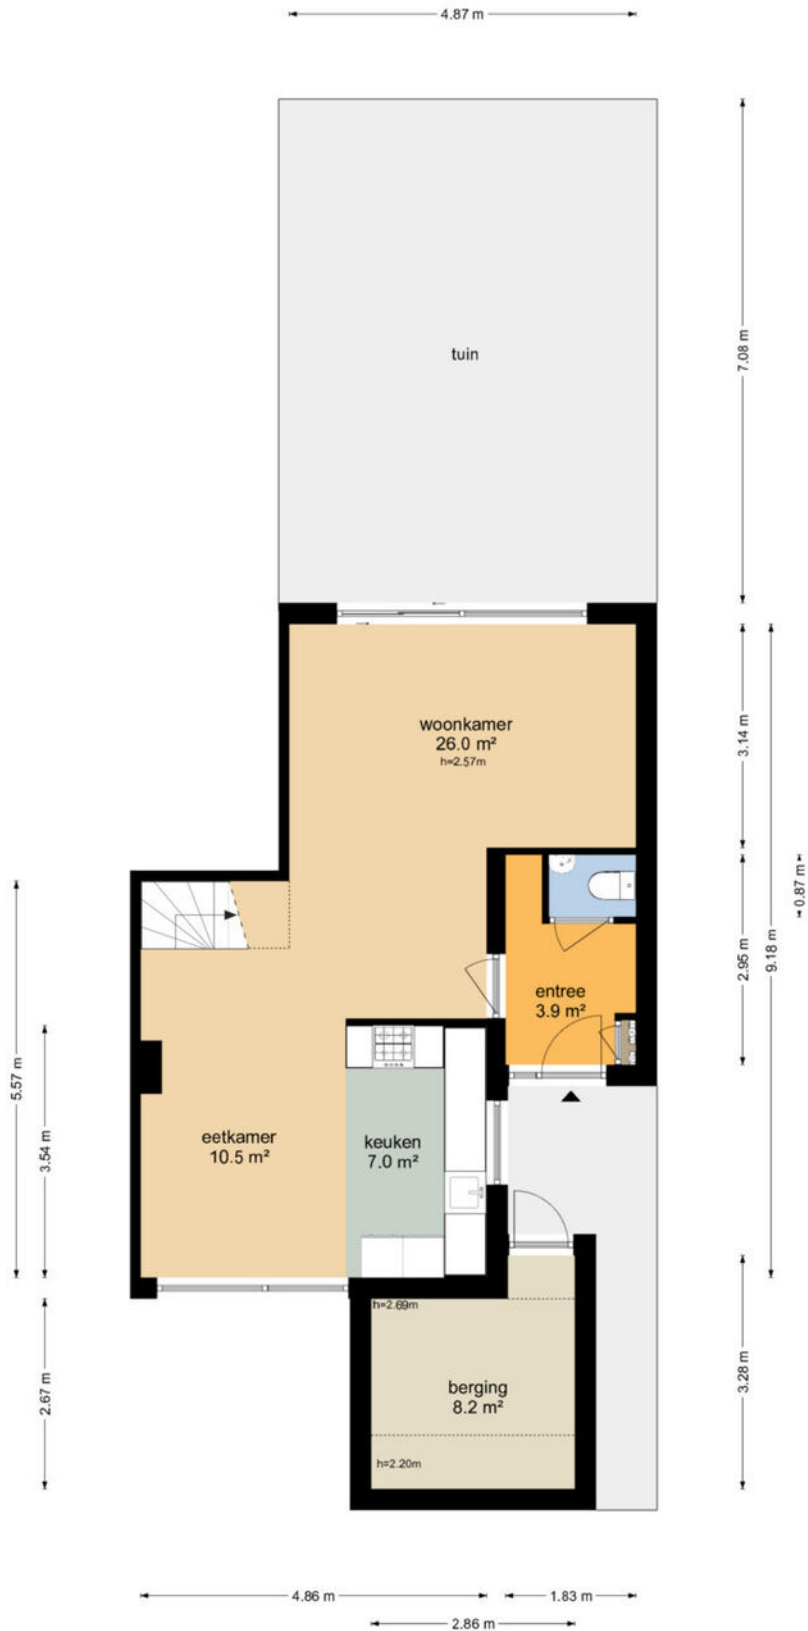 4.87 m
7.08 m
tuin
woonkamer
26.0 m²
h=2.57m
3.14 m
0.87 m
2.95 m
9.18 m
entree
3.9 m²
5.57 m
3.54 m
eetkamer
10.5 m²
keuken
7.0 m²
h=2.69m
berging
8.2 m²
h=2.20m
2.67 m
3.28 m
4.86 m
1.83 m
2.86 m